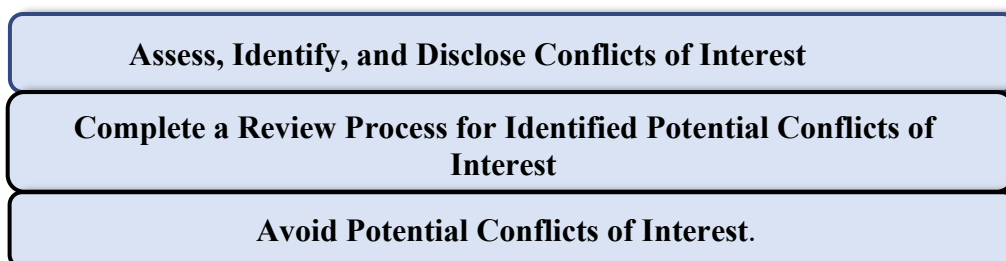 Assess, Identify, and Disclose Conflicts of Interest
Complete a Review Process for Identified Potential Conflicts of
Interest
Avoid Potential Conflicts of Interest.